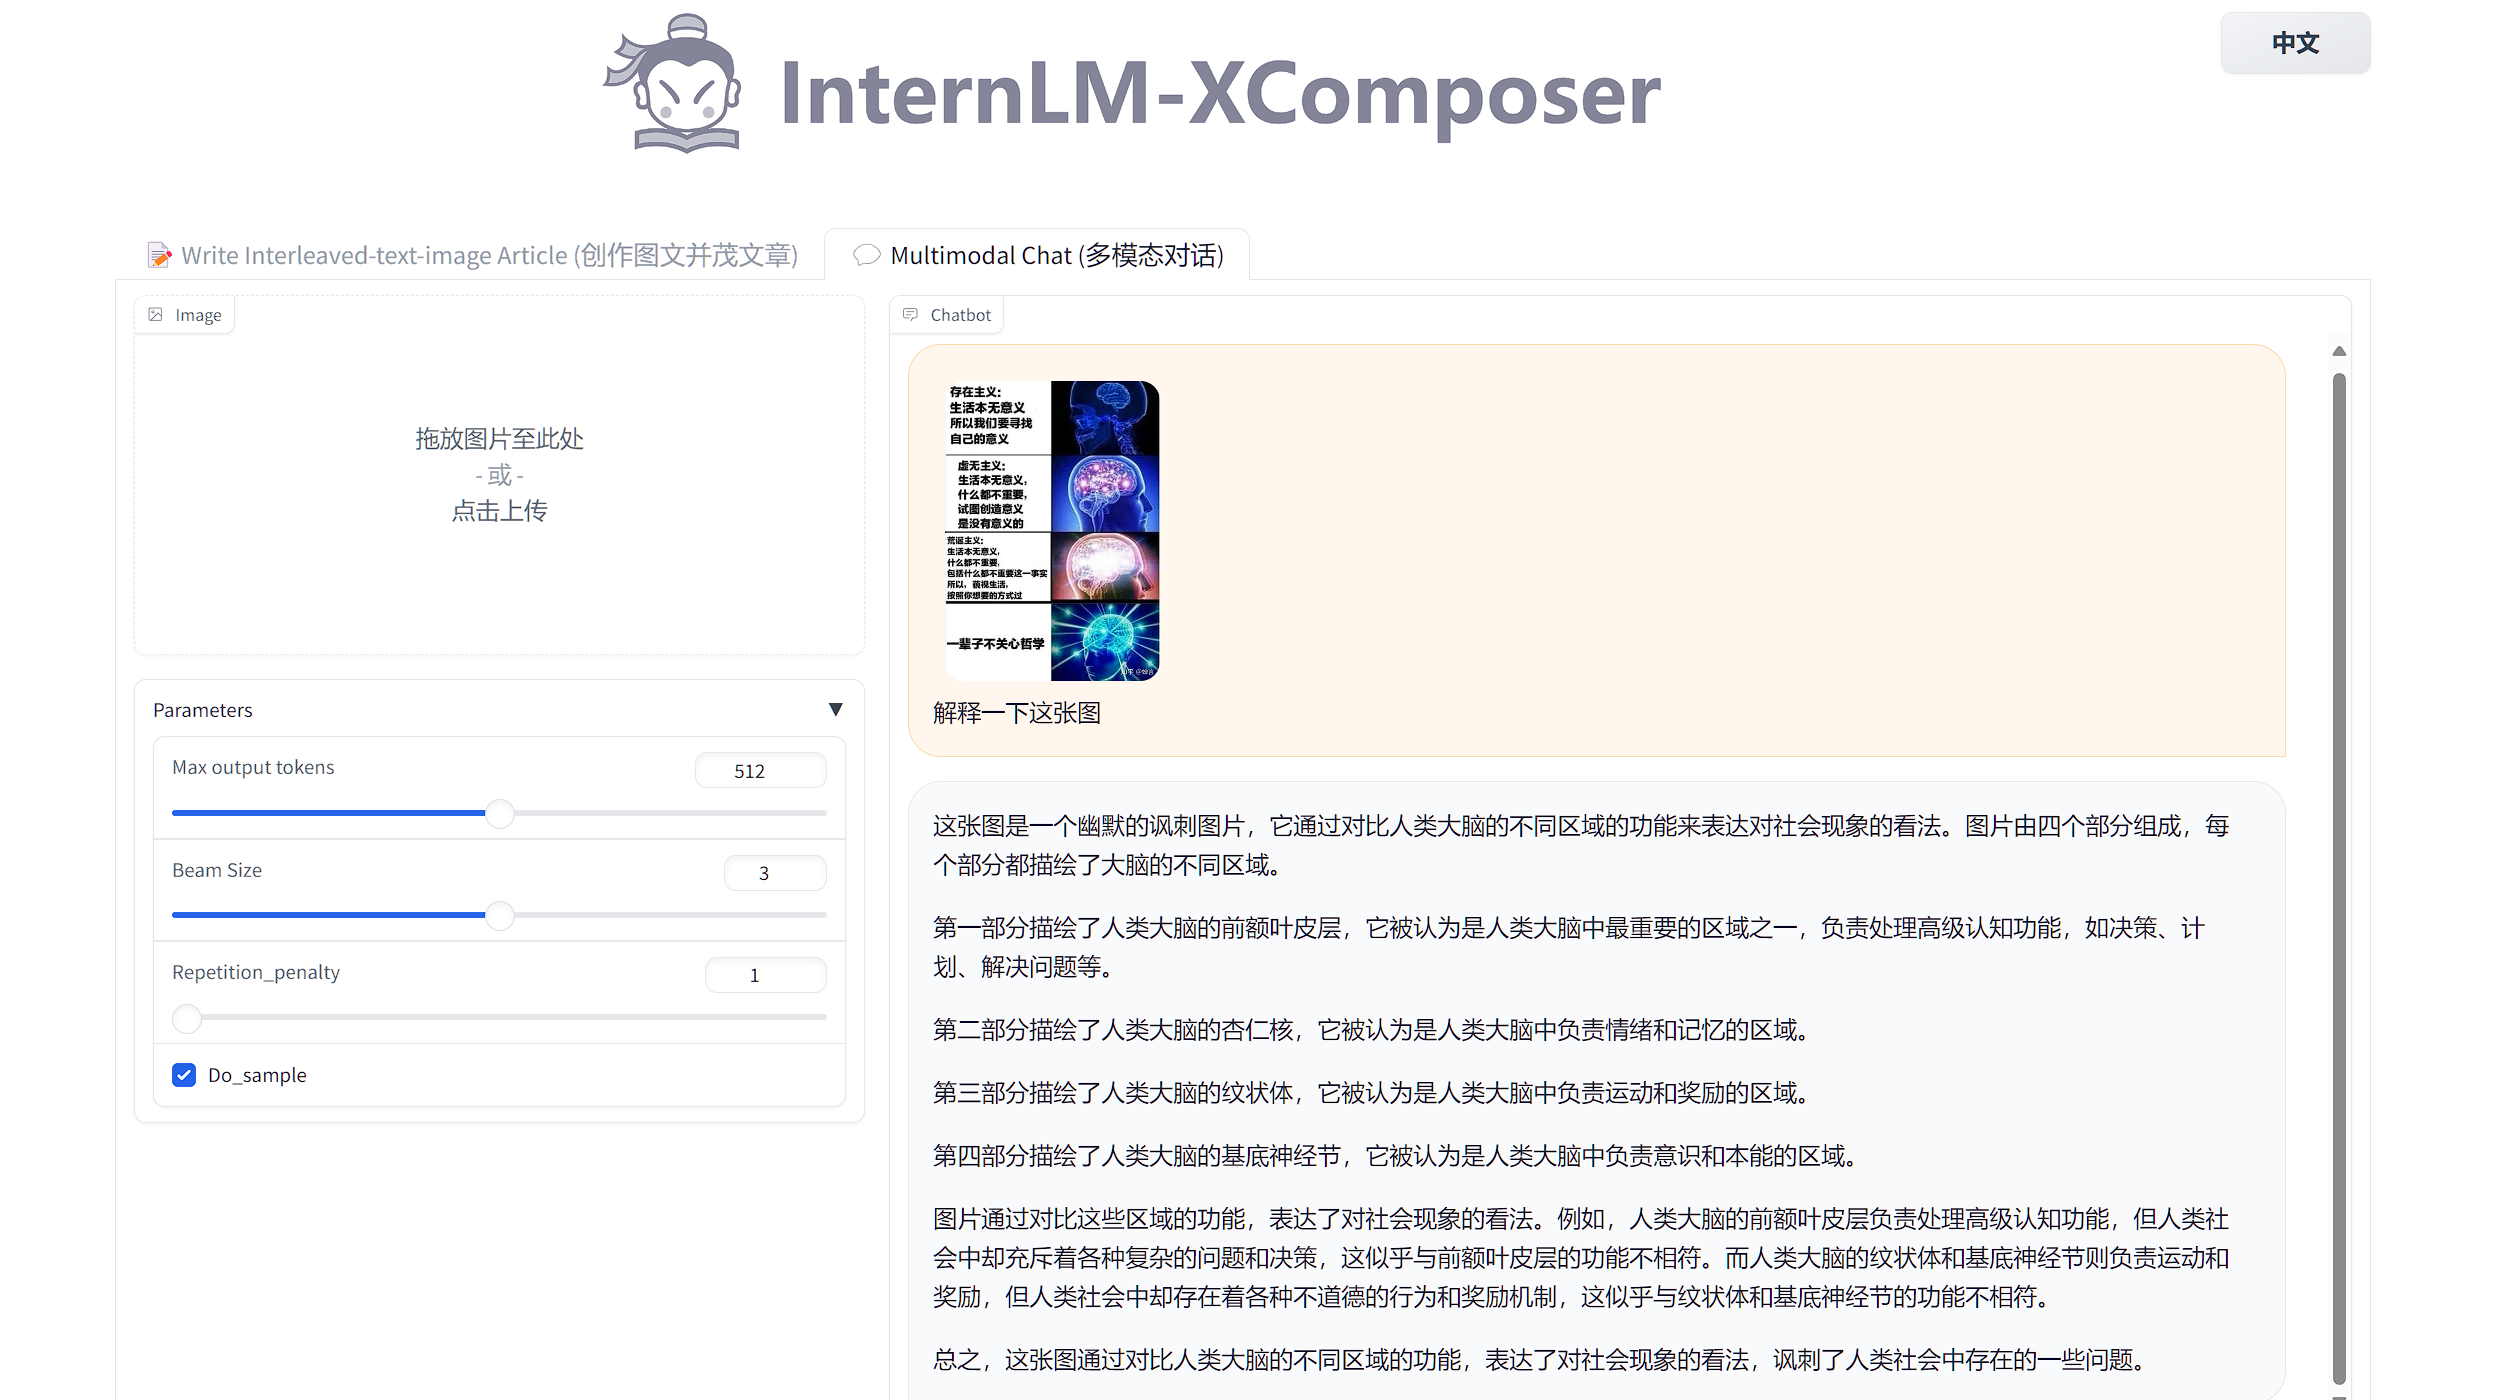 InternLM-XComposer
中文
Write Interleaved-text-image Article (创作图文并茂文章)
Multimodal Chat (多模态对话)
Image
拖放图片至此处
- 或 -
点击上传
Parameters
Max output tokens
512
Beam Size
3
Repetition_penalty
1
Do_sample
Chatbot
存在主义：
生活本无意义
所以我们要寻找
自己的意义
虚无主义：
生活本无意义，
什么都不重要，
试图创造意义
是没有意义的
荒诞主义：
生活本无意义，
什么都不重要，
包括什么都不重要这一事实
所以，藐视生活，
按照你想要的方式过
一辈子不关心哲学
解释一下这张图
这张图是一个幽默的讽刺图片，它通过对比人类大脑的不同区域的功能来表达对社会现象的看法。图片由四个部分组成，每
个部分都描绘了大脑的不同区域。
第一部分描绘了人类大脑的前额叶皮层，它被认为是人类大脑中最重要的区域之一，负责处理高级认知功能，如决策、计
划、解决问题等。
第二部分描绘了人类大脑的杏仁核，它被认为是人类大脑中负责情绪和记忆的区域。
第三部分描绘了人类大脑的纹状体，它被认为是人类大脑中负责运动和奖励的区域。
第四部分描绘了人类大脑的基底神经节，它被认为是人类大脑中负责意识和本能的区域。
图片通过对比这些区域的功能，表达了对社会现象的看法。例如，人类大脑的前额叶皮层负责处理高级认知功能，但人类社
会中却充斥着各种复杂的问题和决策，这似乎与前额叶皮层的功能不相符。而人类大脑的纹状体和基底神经节则负责运动和
奖励，但人类社会中却存在着各种不道德的行为和奖励机制，这似乎与纹状体和基底神经节的功能不相符。
总之，这张图通过对比人类大脑的不同区域的功能，表达了对社会现象的看法，讽刺了人类社会中存在的一些问题。